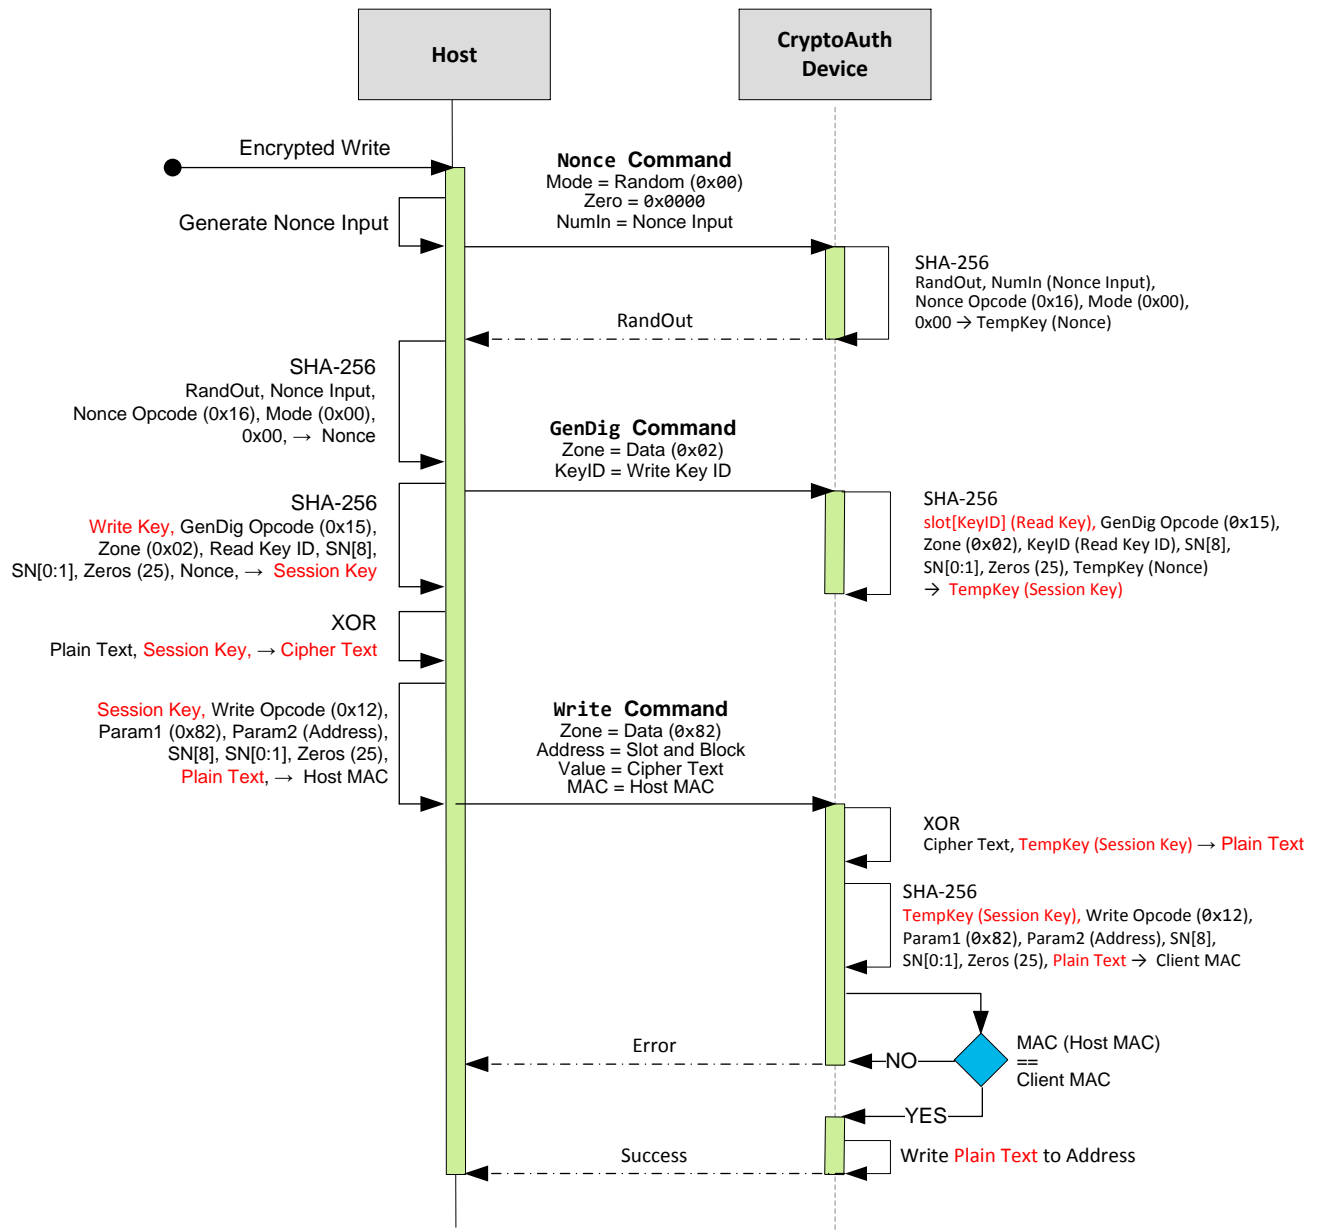 Host
CryptoAuth
Device
Encrypted Write
Nonce Command
Mode = Random (0x00)
Zero = 0x0000
NumIn = Nonce Input
Generate Nonce Input
SHA-256
RandOut, NumIn (Nonce Input),
Nonce Opcode (0x16), Mode (0x00),
0x00 → TempKey (Nonce)
RandOut
SHA-256
RandOut, Nonce Input,
Nonce Opcode (0x16), Mode (0x00),
0x00, → Nonce
GenDig Command
Zone = Data (0x02)
KeyID = Write Key ID
SHA-256
Write Key, GenDig Opcode (0x15),
Zone (0x02), Read Key ID, SN[8],
SN[0:1], Zeros (25), Nonce, → Session Key
SHA-256
slot[KeyID] (Read Key), GenDig Opcode (0x15),
Zone (0x02), KeyID (Read Key ID), SN[8],
SN[0:1], Zeros (25), TempKey (Nonce)
→ TempKey (Session Key)
XOR
Plain Text, Session Key, → Cipher Text
Session Key, Write Opcode (0x12),
Param1 (0x82), Param2 (Address),
SN[8], SN[0:1], Zeros (25),
Plain Text, → Host MAC
Write Command
Zone = Data (0x82)
Address = Slot and Block
Value = Cipher Text
MAC = Host MAC
XOR
Cipher Text, TempKey (Session Key) → Plain Text
SHA-256
TempKey (Session Key), Write Opcode (0x12),
Param1 (0x82), Param2 (Address), SN[8],
SN[0:1], Zeros (25), Plain Text → Client MAC
MAC (Host MAC)
==
Client MAC
NO
Error
YES
Write Plain Text to Address
Success